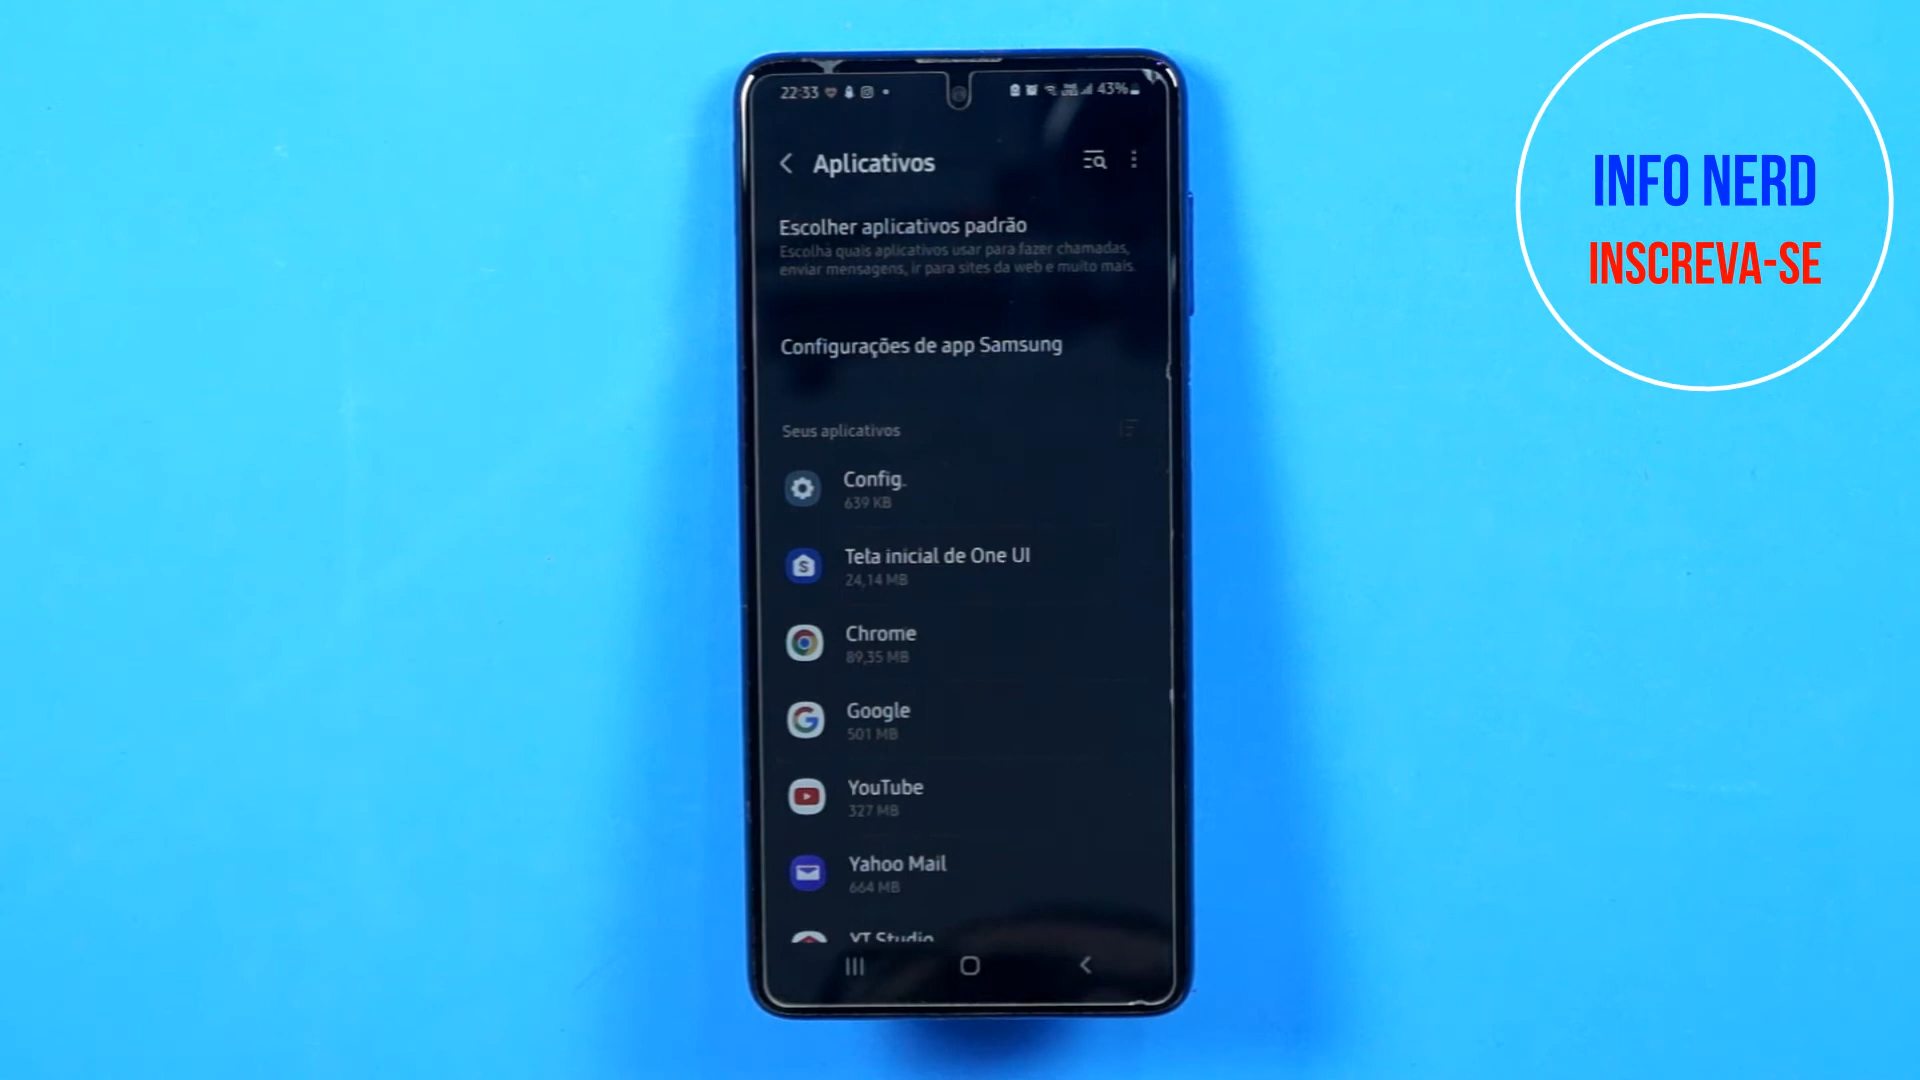 22:33
43%
Aplicativos
Escolher aplicativos padrão
Escolha quais aplicativos usar para fazer chamadas,
enviar mensagens, ir para sites da web e muito mais.
Configurações de app Samsung
Seus aplicativos
Config.
639 KB
Tela inicial de One UI
24,14 MB
Chrome
89,35 MB
Google
501 MB
YouTube
327 MB
Yahoo Mail
664 MB
YT Studio
INFO NERD
INSCREVA-SE